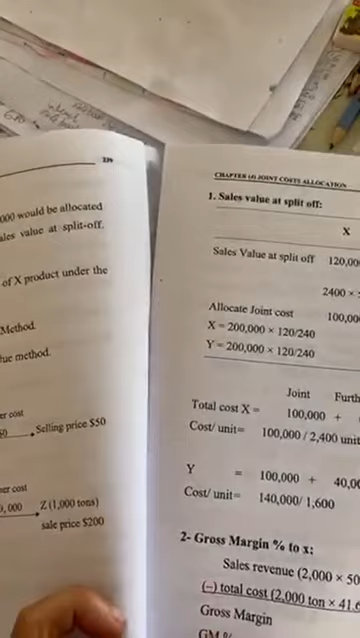 239
000 would be allocated
ales value at split-off.
of X product under the
Method.
lue method.
er cost
Selling price $50
her cost
Z (1,000 tons)
sale price $200
CHAPTER (4) JOINT COSTS ALLOCATION
1. Sales value at split off:
X
Sales Value at split off 120,00
2400 ×
Allocate Joint cost 100,00
X = 200,000 × 120/240
Y = 200,000 × 120/240
Joint Furth
Total cost X = 100,000 +
Cost/ unit= 100,000 / 2,400 unit
Y = 100,000 + 40,00
Cost/ unit= 140,000/ 1,600
2- Gross Margin % to x:
Sales revenue (2,000 × 50
(–) total cost (2,000 ton × 41.6
Gross Margin
GM %